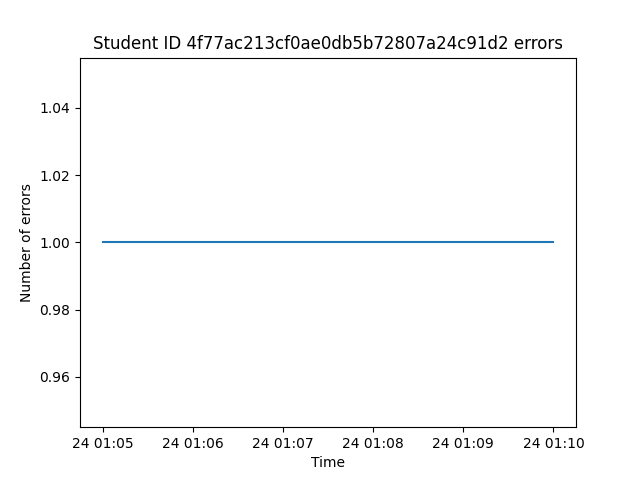 Student ID 4f77ac213cf0ae0db5b72807a24c91d2 errors
1.04
1.02
1.00
0.98
0.96
Number of errors
24 01:05 24 01:06 24 01:07 24 01:08 24 01:09 24 01:10
Time